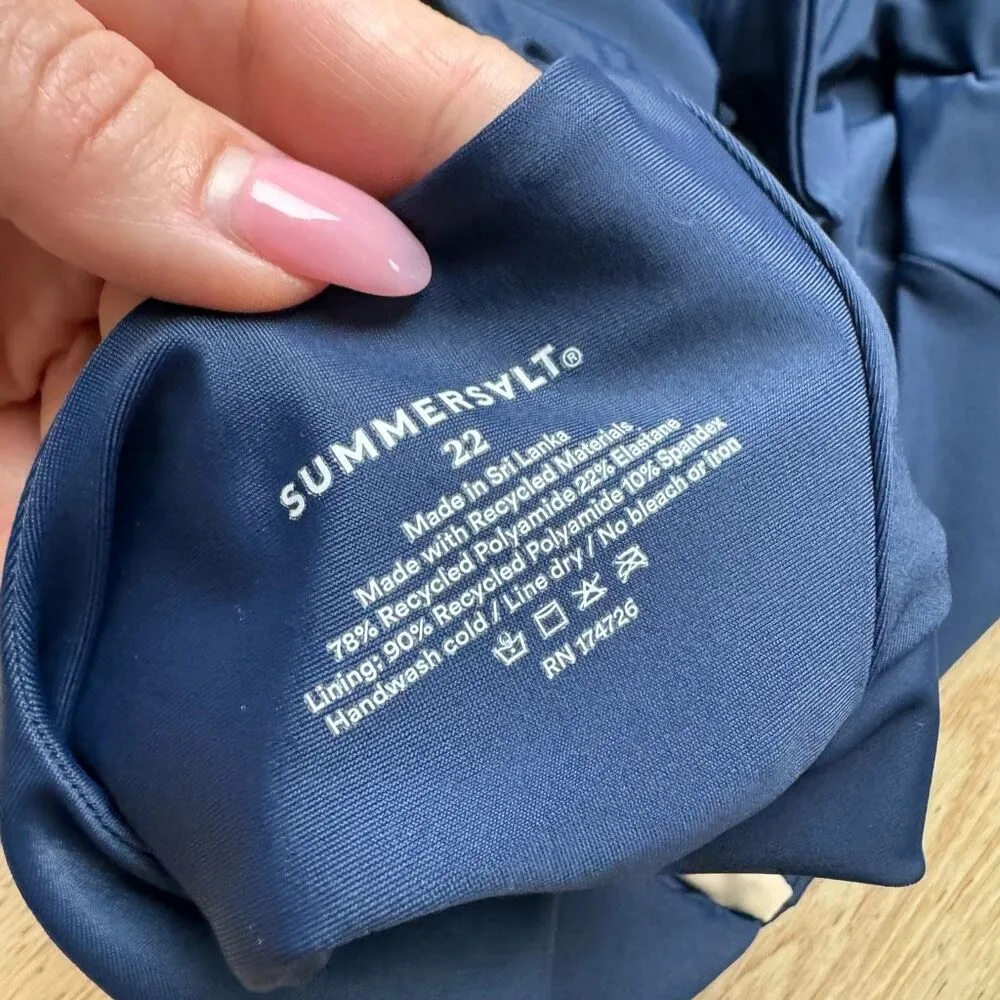 SUMMERSALT®
22
Made in Sri Lanka
Made with Recycled Materials
78% Recycled Polyamide 22% Elastane
Lining: 90% Recycled Polyamide 10% Spandex
Handwash cold / Line dry / No bleach or iron
RN 174726